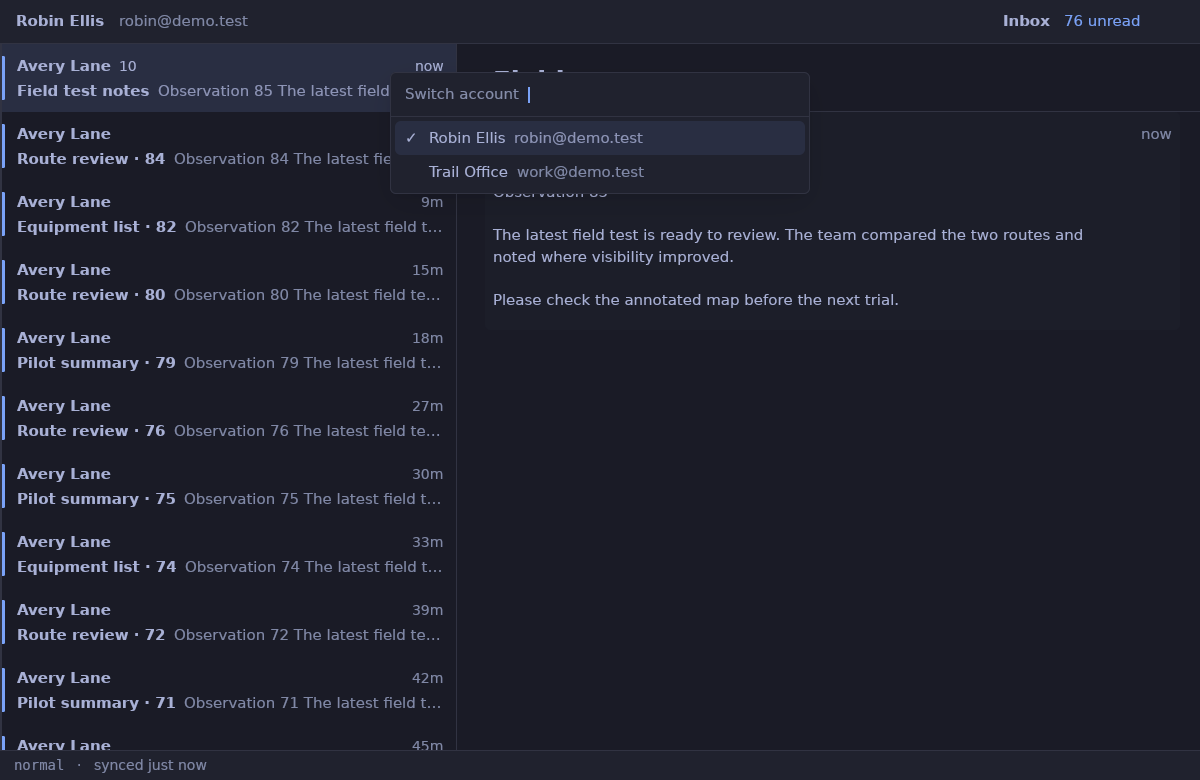 Robin Ellis robin@demo.test Inbox 76 unread
Avery Lane 10 now
Field test notes Observation 85 The latest field
Switch account
✓ Robin Ellis robin@demo.test
Trail Office work@demo.test
Avery Lane
Route review · 84 Observation 84 The latest fie
Avery Lane 9m
Equipment list · 82 Observation 82 The latest field t…
Avery Lane 15m
Route review · 80 Observation 80 The latest field te…
Avery Lane 18m
Pilot summary · 79 Observation 79 The latest field t…
Avery Lane 27m
Route review · 76 Observation 76 The latest field te…
Avery Lane 30m
Pilot summary · 75 Observation 75 The latest field t…
Avery Lane 33m
Equipment list · 74 Observation 74 The latest field t…
Avery Lane 39m
Route review · 72 Observation 72 The latest field te…
Avery Lane 42m
Pilot summary · 71 Observation 71 The latest field t…
Avery Lane 45m
now
Observation 85
The latest field test is ready to review. The team compared the two routes and
noted where visibility improved.
Please check the annotated map before the next trial.
normal · synced just now